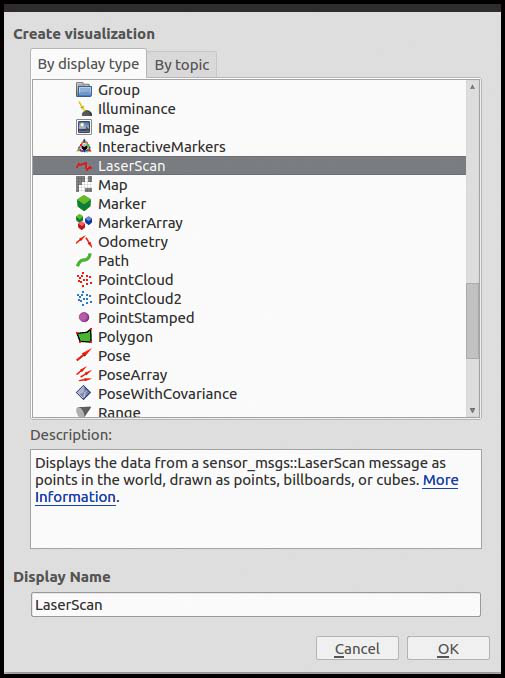 Create visualization
By display type
By topic
Group
Illuminance
Image
InteractiveMarkers
LaserScan
Map
Marker
MarkerArray
Odometry
Path
PointCloud
PointCloud2
PointStamped
Polygon
Pose
PoseArray
PoseWithCovariance
Range
Description:
Displays the data from a sensor_msgs::LaserScan message as
points in the world, drawn as points, billboards, or cubes. More
Information.
Display Name
LaserScan
Cancel
OK